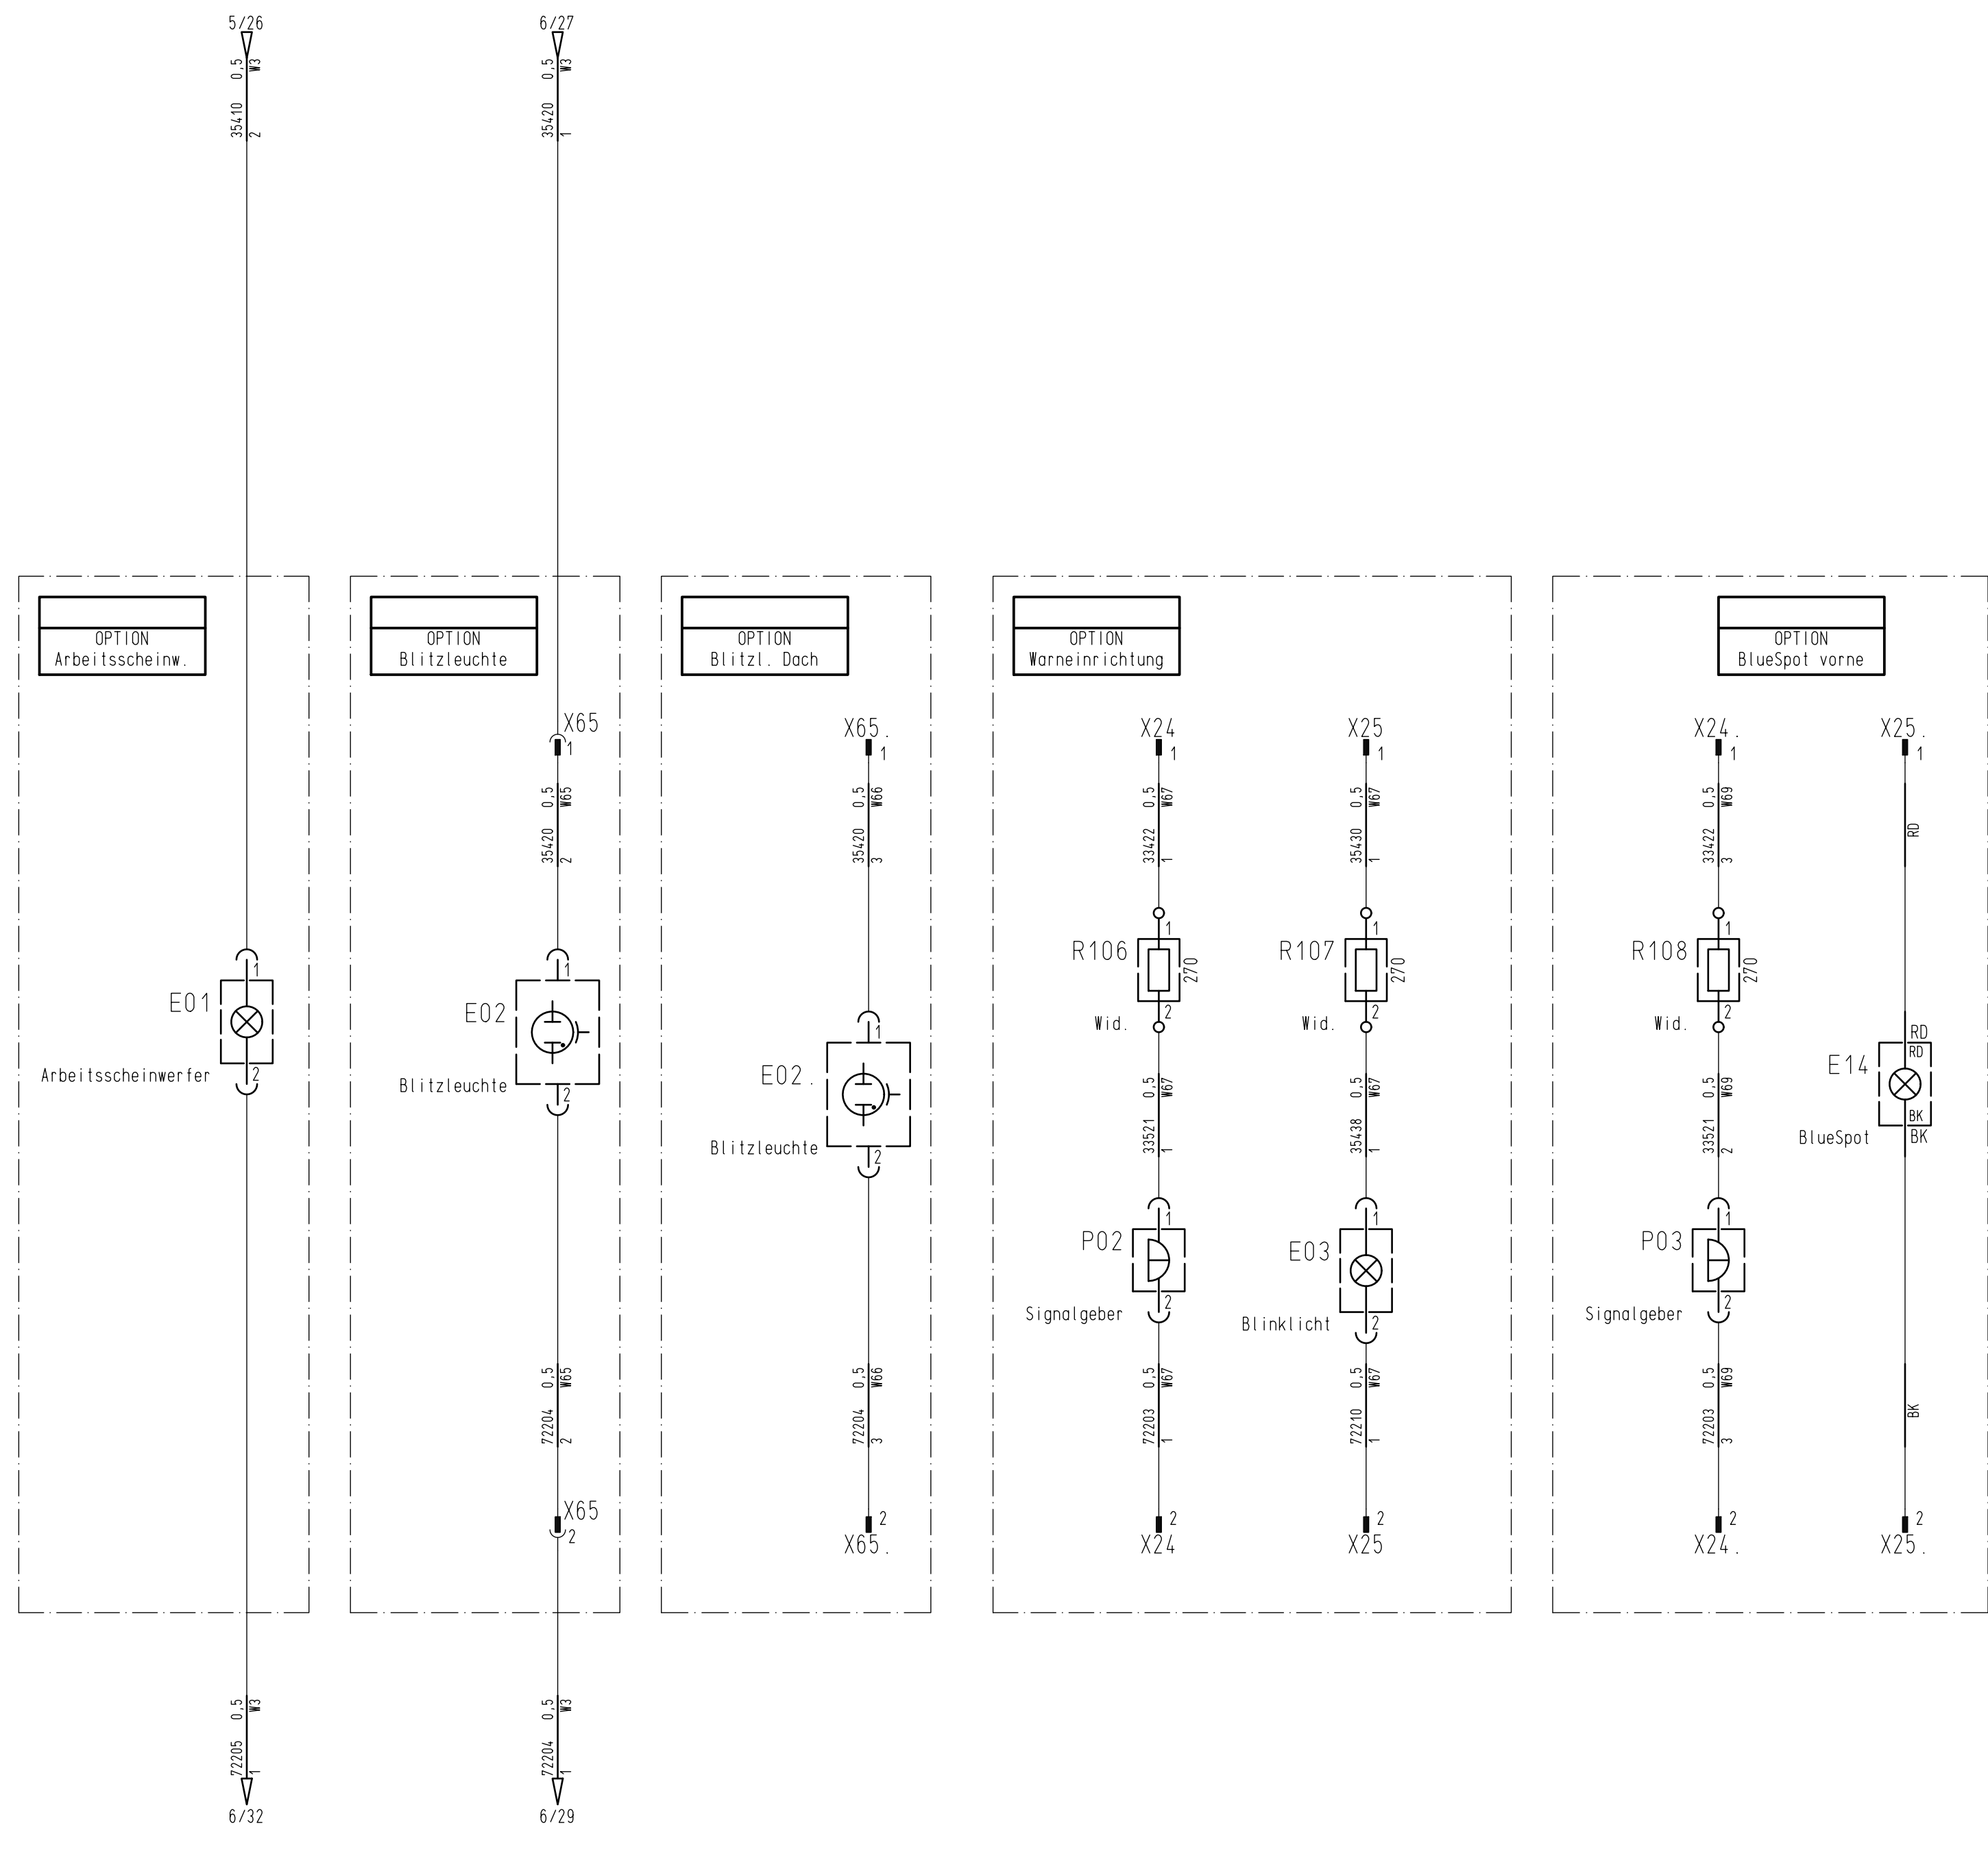 5/26
0,5
W3
35410
2
6/27
0,5
W3
35420
1
OPTION
Arbeitsscheinw.
OPTION
Blitzleuchte
OPTION
Blitzl. Dach
OPTION
Warneinrichtung
OPTION
BlueSpot vorne
X65
1
X65.
1
X24
1
X25
1
X24.
1
X25.
1
0,5
W65
35420
2
0,5
W66
35420
3
0,5
W67
33422
1
0,5
W67
35430
1
0,5
W69
33422
3
RD
E01
1
2
Arbeitsscheinwerfer
E02
1
2
Blitzleuchte
E02.
1
2
Blitzleuchte
R106
1
270
2
Wid.
R107
1
270
2
Wid.
R108
1
270
2
Wid.
RD
RD
E14
BK
BK
BlueSpot
0,5
W67
33521
1
0,5
W67
35438
1
0,5
W69
33521
2
P02
1
2
Signalgeber
E03
1
2
Blinklicht
P03
1
2
Signalgeber
0,5
W65
72204
2
0,5
W66
72204
3
0,5
W67
72203
1
0,5
W67
72210
1
0,5
W69
72203
3
BK
X65
2
2
X65.
2
X24
2
X25
2
X24.
2
X25.
0,5
W3
72205
1
6/32
0,5
W3
72204
1
6/29